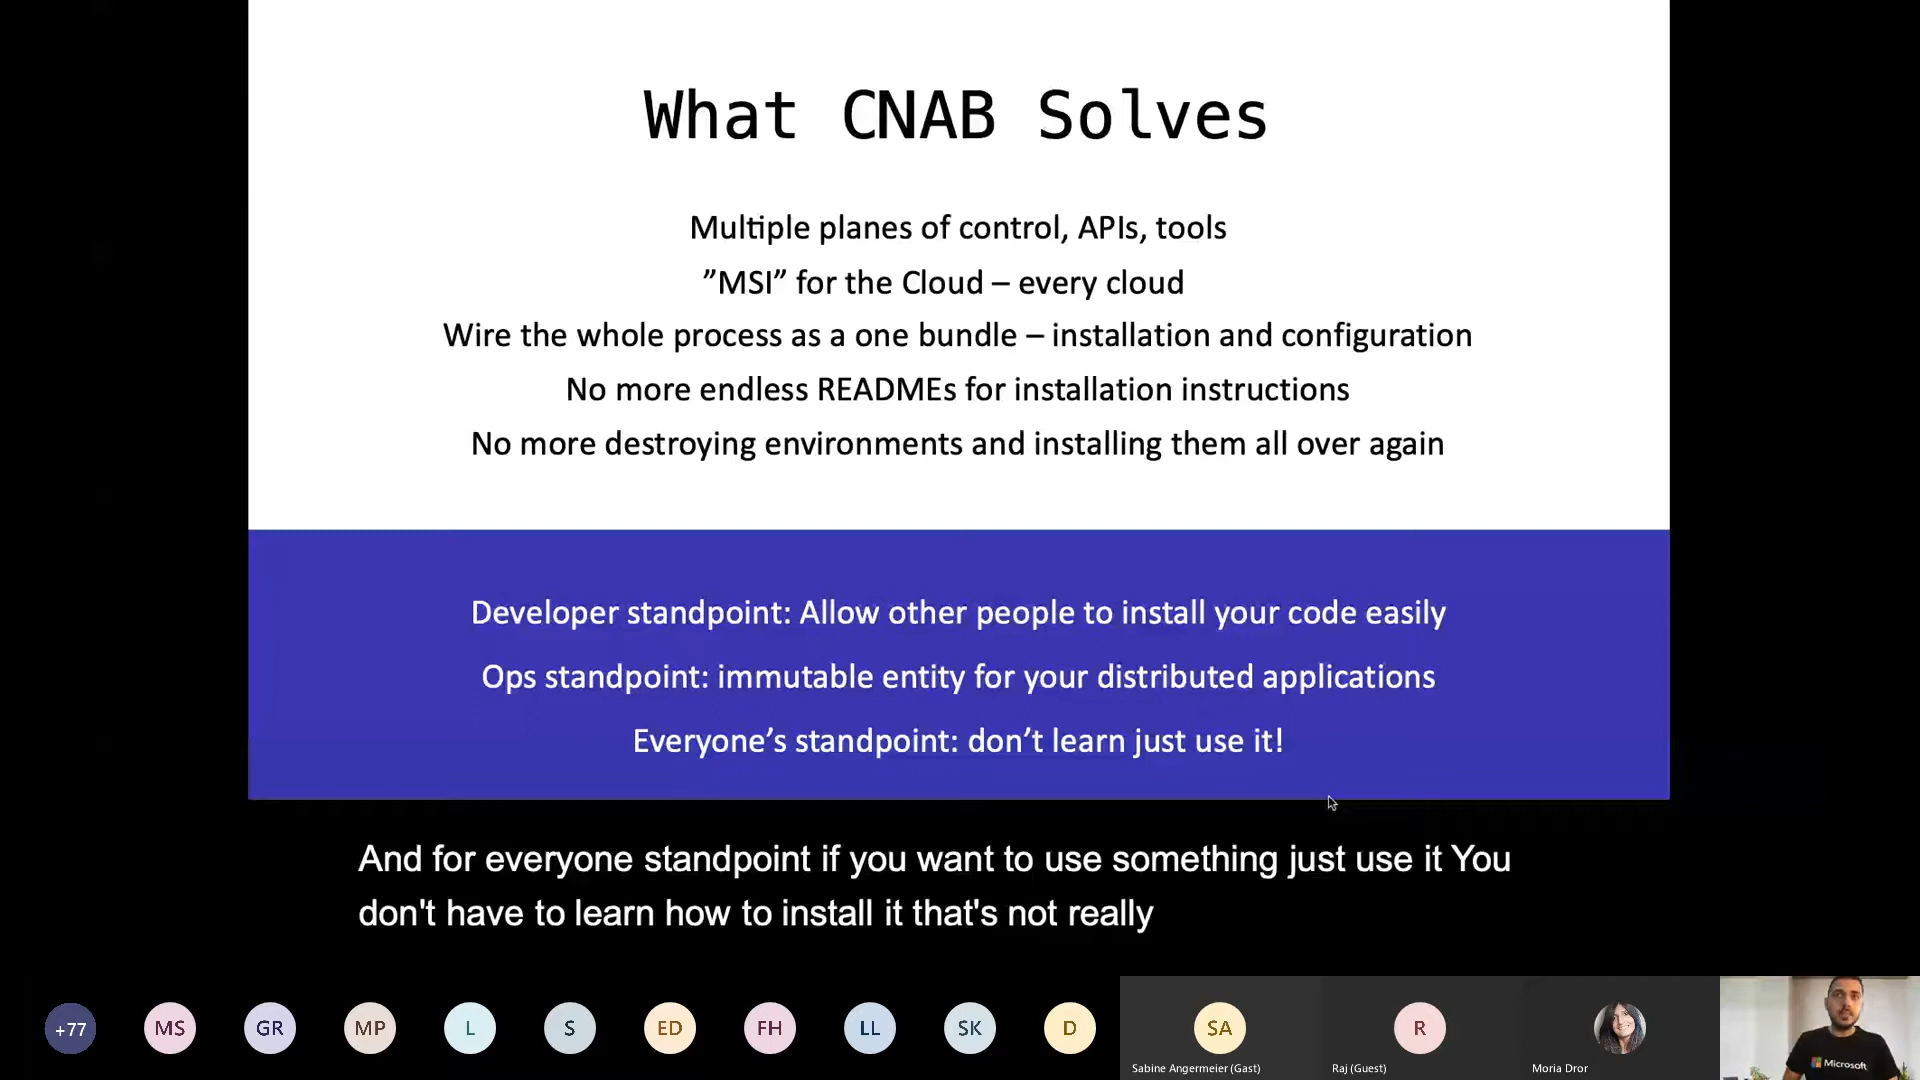 What CNAB Solves
Multiple planes of control, APIs, tools
”MSI” for the Cloud – every cloud
Wire the whole process as a one bundle – installation and configuration
No more endless READMEs for installation instructions
No more destroying environments and installing them all over again
Developer standpoint: Allow other people to install your code easily
Ops standpoint: immutable entity for your distributed applications
Everyone’s standpoint: don’t learn just use it!
And for everyone standpoint if you want to use something just use it You
don't have to learn how to install it that's not really
+77
MS
GR
MP
L
S
ED
FH
LL
SK
D
SA
R
Sabine Angermeier (Gast)
Raj (Guest)
Moria Dror
Microsoft